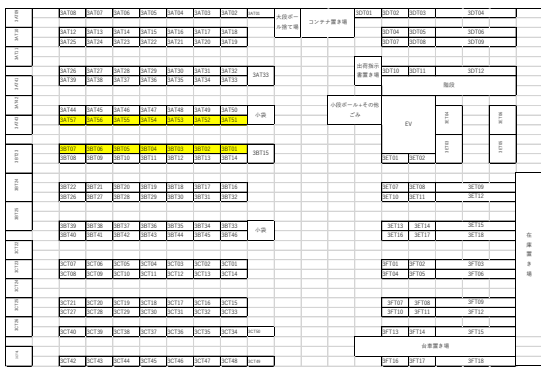 3AT08 3AT07 3AT06 3AT05 3AT04 3AT03 3AT02 大段ボー コンテナ置き場 3DT01 3DT02 3DT03 3DT04
3AT12 3AT13 3AT14 3AT15 3AT16 3AT17 3AT18 ル捨て場 3DT04 3DT05 3DT06
3AT25 3AT24 3AT23 3AT22 3AT21 3AT20 3AT19 3DT07 3DT08 3DT09
出荷指示
書置き場
3AT26 3AT27 3AT28 3AT29 3AT30 3AT31 3AT32 3AT33 3DT10 3DT11 3DT12
3AT39 3AT38 3AT37 3AT36 3AT35 3AT34 階段
3AT44 3AT45 3AT46 3AT47 3AT48 3AT49 3AT50 小袋 小段ボール+その他
3AT57 3AT56 3AT55 3AT54 3AT53 3AT52 3AT51 ごみ EV
3BT07 3BT06 3BT05 3BT04 3BT03 3BT02 3BT01 3BT15
3BT08 3BT09 3BT10 3BT11 3BT12 3BT13 3BT14 3ET01 3ET02
3BT22 3BT21 3BT20 3BT19 3BT18 3BT17 3BT16 3ET07 3ET08 3ET09
3BT26 3BT27 3BT28 3BT29 3BT30 3BT31 3BT32 3ET10 3ET11 3ET12
3BT39 3BT38 3BT37 3BT36 3BT35 3BT34 3BT33 小袋 3ET13 3ET14 3ET15
3BT40 3BT41 3BT42 3BT43 3BT44 3BT45 3BT46 3ET16 3ET17 3ET18
在庫置き場
3CT07 3CT06 3CT05 3CT04 3CT03 3CT02 3CT01 3FT01 3FT02 3FT03
3CT08 3CT09 3CT10 3CT11 3CT12 3CT13 3CT14 3FT04 3FT05 3FT06
3CT21 3CT20 3CT19 3CT18 3CT17 3CT16 3CT15 3FT07 3FT08 3FT09
3CT27 3CT28 3CT29 3CT30 3CT31 3CT32 3CT33 3FT10 3FT11 3FT12
3CT40 3CT39 3CT38 3CT37 3CT36 3CT35 3CT34 3FT13 3FT14 3FT15
台車置き場
3CT42 3CT43 3CT44 3CT45 3CT46 3CT47 3CT48 3CT49 3FT16 3FT17 3FT18